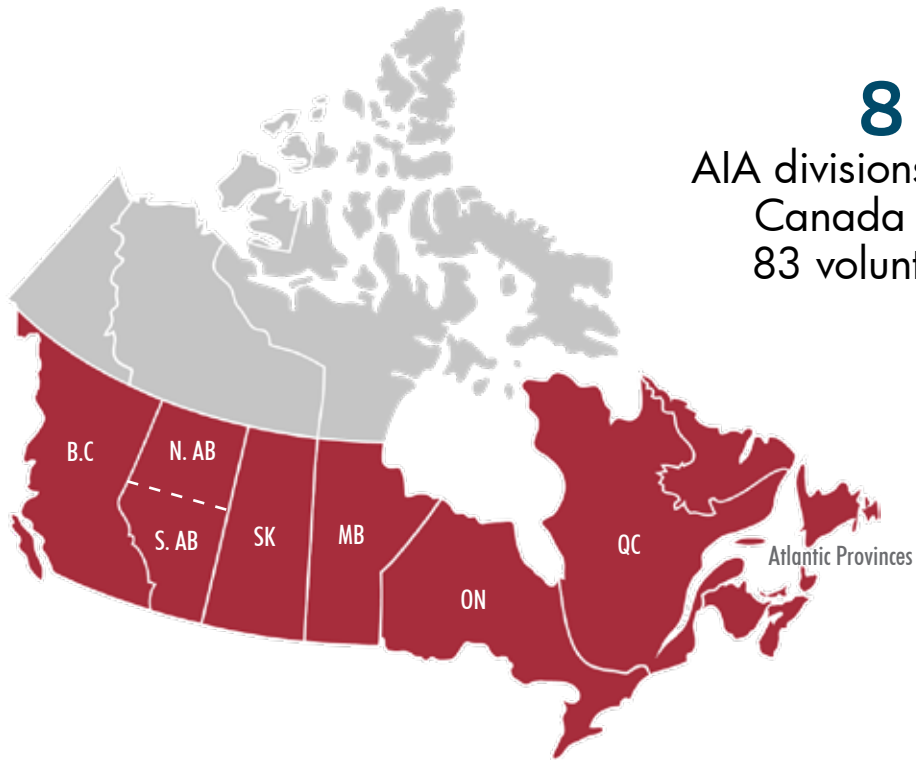 8
AIA divisions
Canada
83 volunt
B.C
N. AB
S. AB
SK
MB
ON
QC
Atlantic Provinces